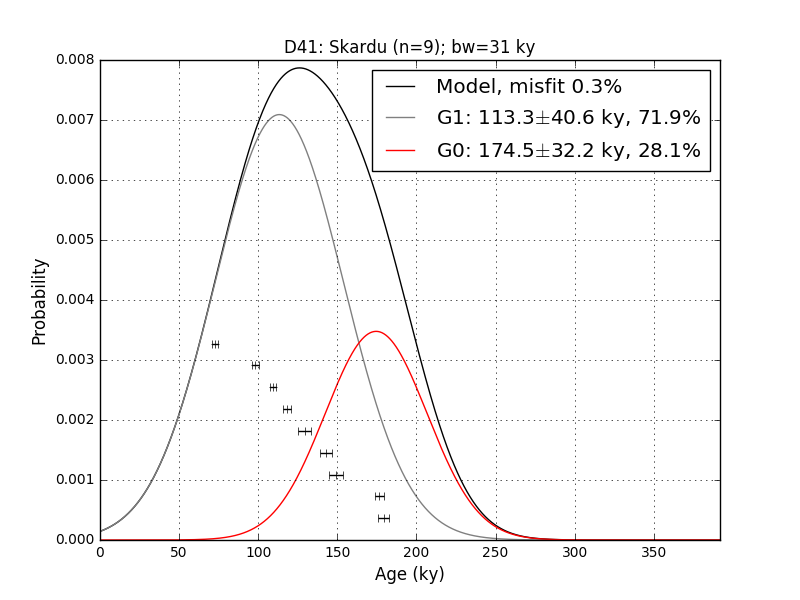 D41: Skardu (n=9); bw=31 ky
Model, misfit 0.3%
G1: 113.3±40.6 ky, 71.9%
G0: 174.5±32.2 ky, 28.1%
Probability
0.008
0.007
0.006
0.005
0.004
0.003
0.002
0.001
0.000
0 50 100 150 200 250 300 350
Age (ky)